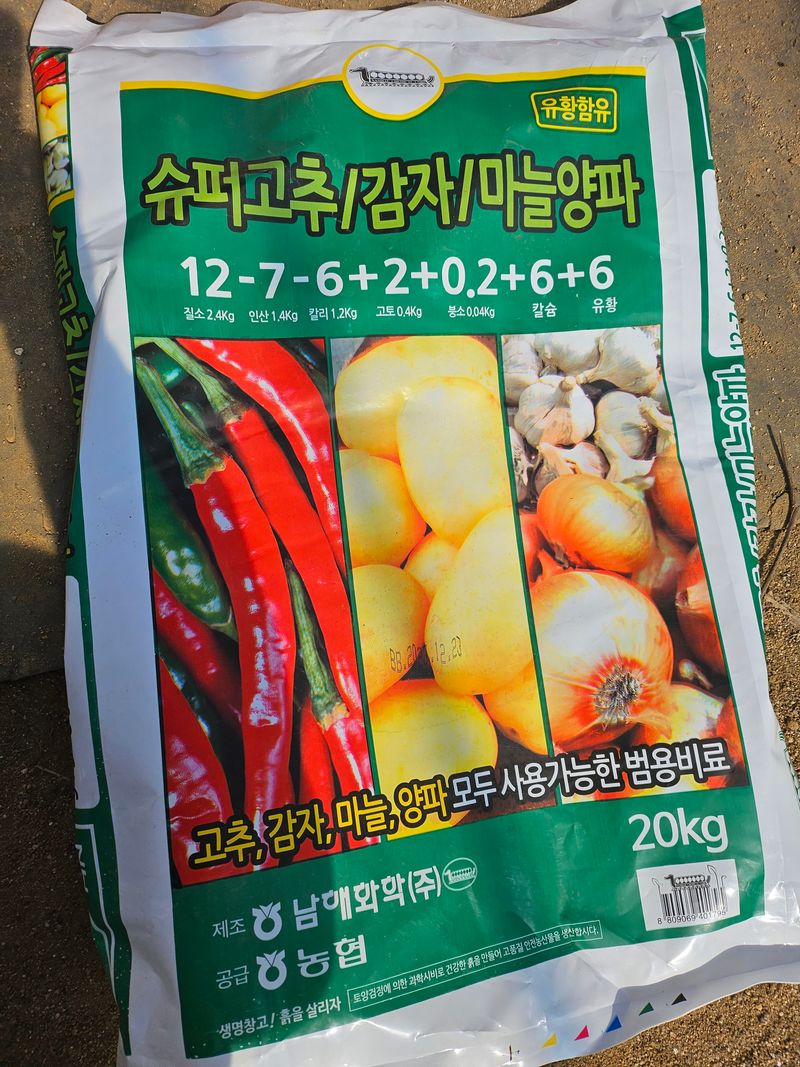 유황함유
슈퍼고추/감자/마늘양파
12-7-6+2+0.2+6+6
질소 2.4Kg 인산 1.4Kg 칼리 1.2Kg 고토 0.4Kg 붕소 0.04Kg 칼슘 유황
12.23
고추, 감자, 마늘, 양파 모두 사용가능한 범용비료
20kg
제조 남해화학(주)
공급 농협
8 809069 401795
생명창고! 흙을 살리자
토양검정에 의한 과학시비로 건강한 흙을 만들어 고품질 안전농산물을 생산합시다.